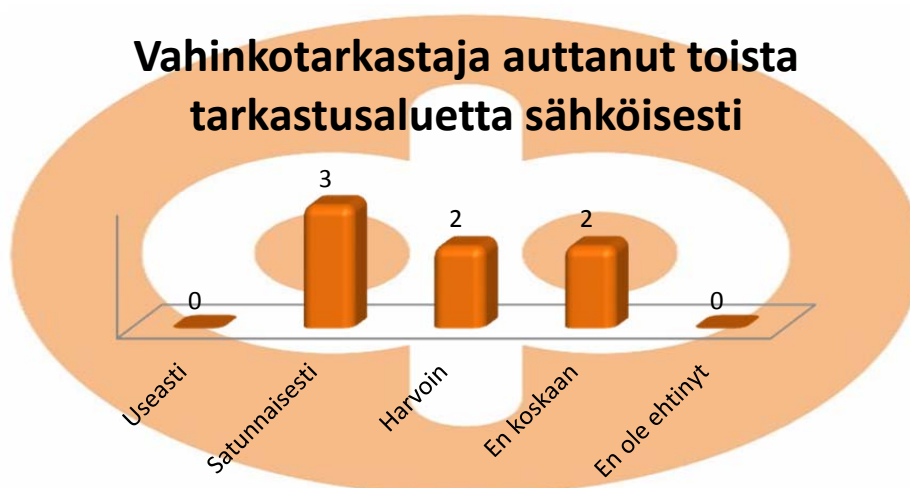 Vahinkotarkastaja auttanut toista
tarkastusaluetta sähköisesti
0
3
2
2
0
Useasti
Satunnaisesti
Harvoin
En koskaan
En ole ehtinyt